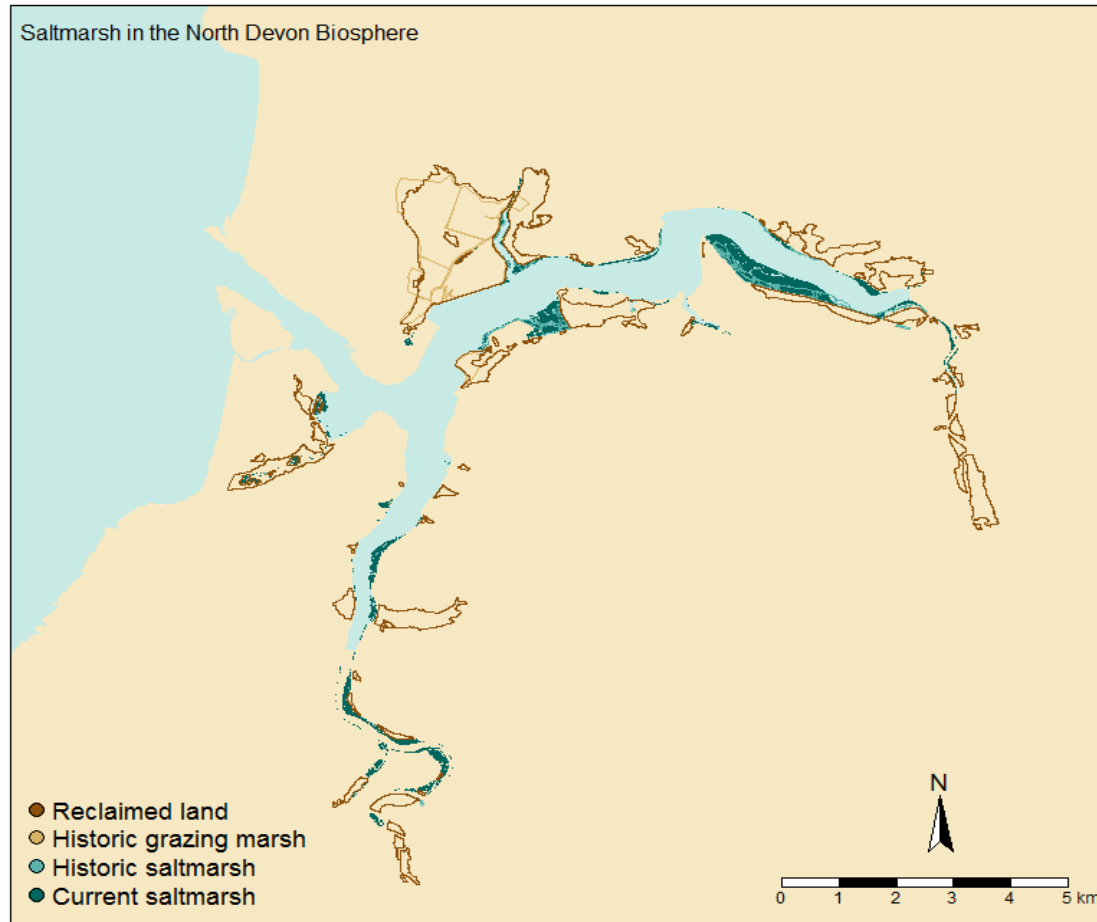 Saltmarsh in the North Devon Biosphere
Reclaimed land
Historic grazing marsh
Historic saltmarsh
Current saltmarsh
N
0 1 2 3 4 5 km